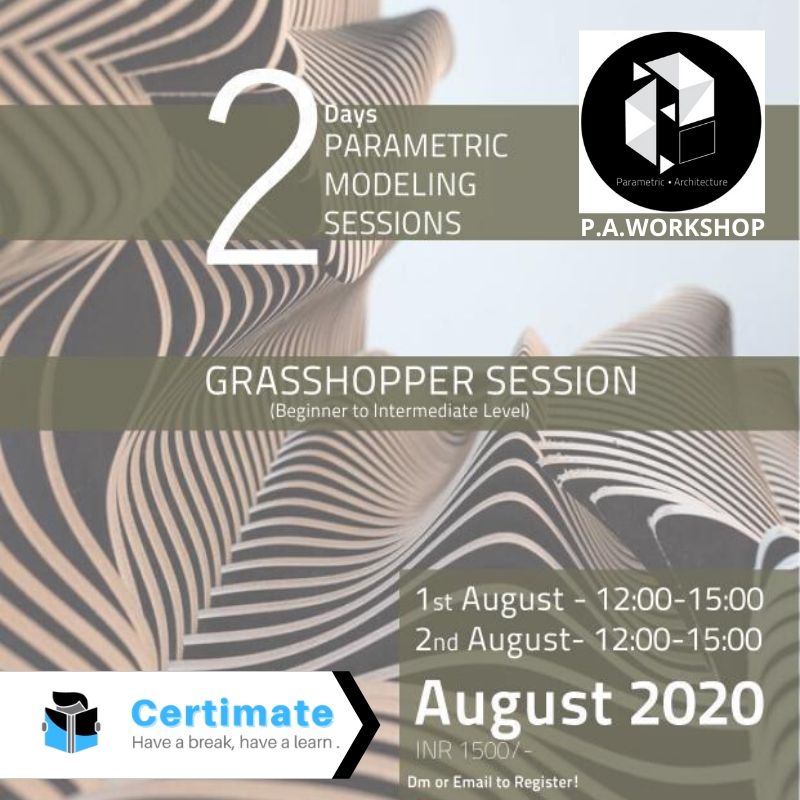 2
Days
PARAMETRIC
MODELING
SESSIONS
Parametric • Architecture
P.A.WORKSHOP
GRASSHOPPER SESSION
(Beginner to Intermediate Level)
1st August - 12:00-15:00
2nd August- 12:00-15:00
August 2020
INR 1500/-
Dm or Email to Register!
Certimate
Have a break, have a learn .